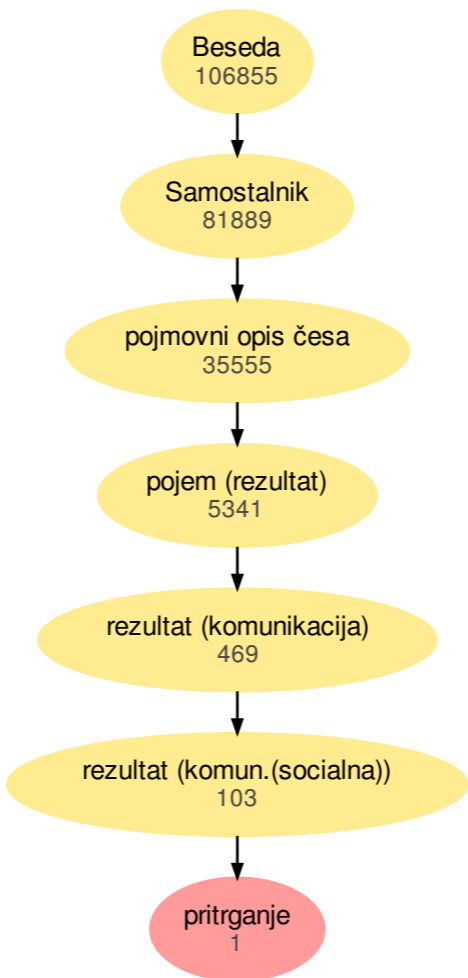 Beseda
106855
Samostalnik
81889
pojmovni opis česa
35555
pojem (rezultat)
5341
rezultat (komunikacija)
469
rezultat (komun.(socialna))
103
pritrganje
1